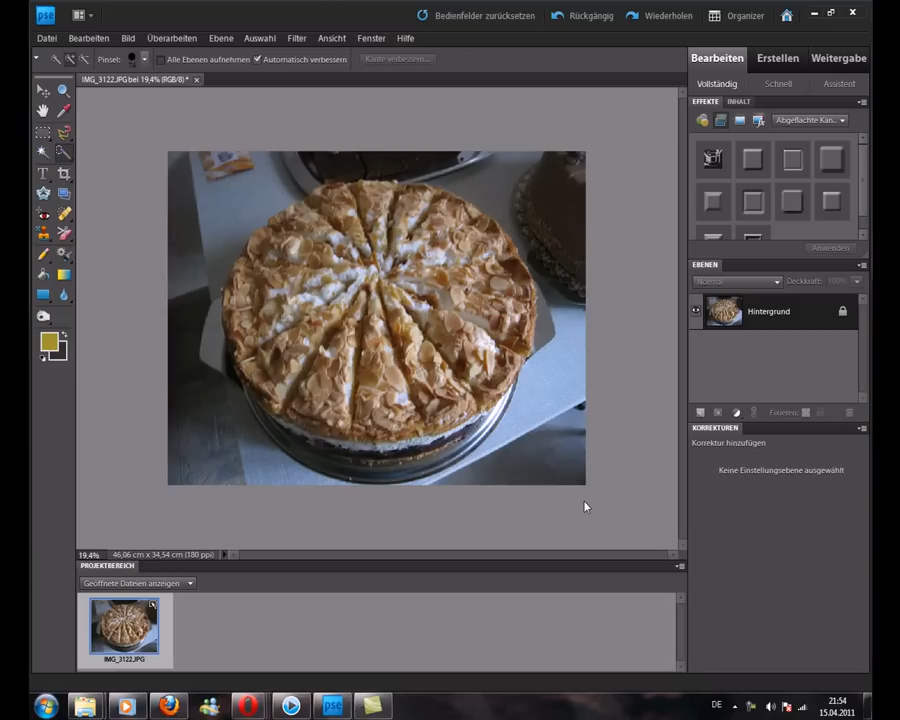 pse
Bedienfelder zurücksetzen
Rückgängig
Wiederholen
Organizer
Datei Bearbeiten Bild Überarbeiten Ebene Auswahl Filter Ansicht Fenster Hilfe
Bearbeiten Erstellen Weitergabe
Pinsel: Alle Ebenen aufnehmen Automatisch verbessern Kante verbessern...
74
IMG_3122.JPG bei 19,4% (RGB/8) *
Vollständig Schnell Assistent
EFFEKTE INHALT
Abgeflachte Kan..
Anwenden
EBENEN
Normal Deckkraft: 100%
Hintergrund
Fixieren:
KORREKTUREN
Korrektur hinzufügen
Keine Einstellungsebene ausgewählt
19,4% 46,06 cm x 34,54 cm (180 ppi)
PROJEKTBEREICH
Geöffnete Dateien anzeigen
IMG_3122.JPG
pse
DE
21:54
15.04.2011